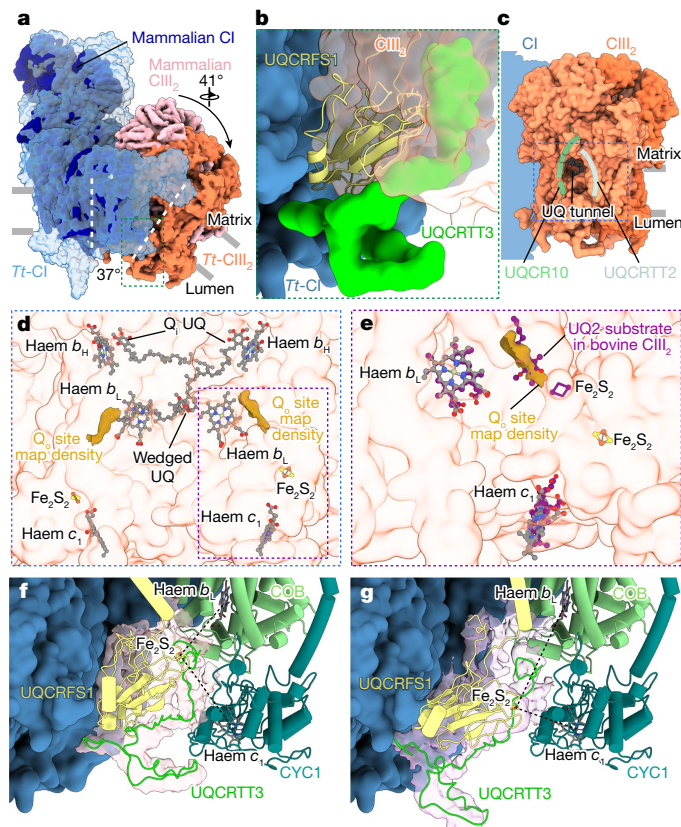 a
Mammalian CI
Mammalian
CIII2
41°
Matrix
37°
Tt-CI
Tt-CIII2
Lumen
b
UQCRFS1
CIII2
UQCRTT3
Tt-CI
c
CI
CIII2
Matrix
UQ tunnel
Lumen
UQCR10
UQCRTT2
d
Qi UQ
Haem bH
Haem bH
Haem bL
Qo site
map density
Qo site
map density
Wedged
UQ
Haem bL
Fe2S2
Fe2S2
Haem c1
Haem c1
e
UQ2 substrate
in bovine CIII2
Haem bL
Fe2S2
Qo site
map density
Fe2S2
Haem c1
f
Haem bL
COB
Fe2S2
UQCRFS1
Haem c1
CYC1
UQCRTT3
g
Haem bL
COB
UQCRFS1
Fe2S2
Haem c1
CYC1
UQCRTT3